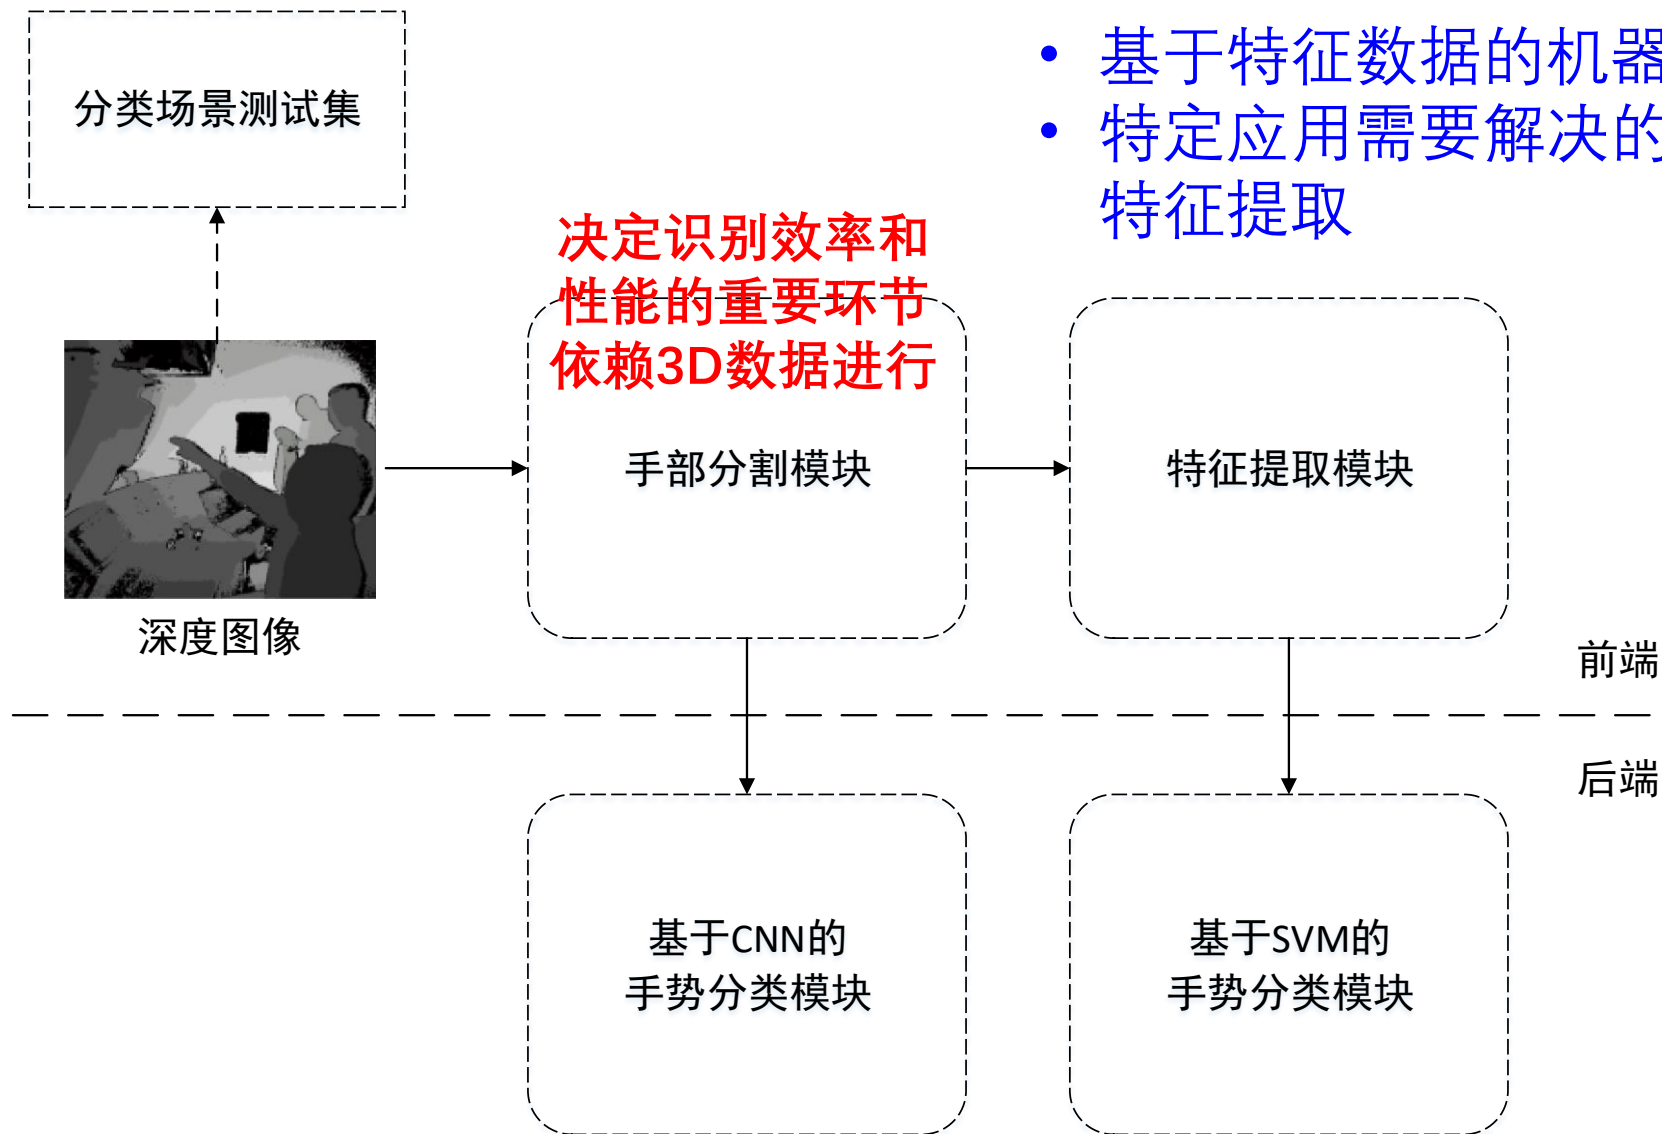 分类场景测试集
• 基于特征数据的机器
• 特定应用需要解决的
特征提取
决定识别效率和
性能的重要环节
依赖3D数据进行
手部分割模块
特征提取模块
深度图像
前端
后端
基于CNN的
手势分类模块
基于SVM的
手势分类模块